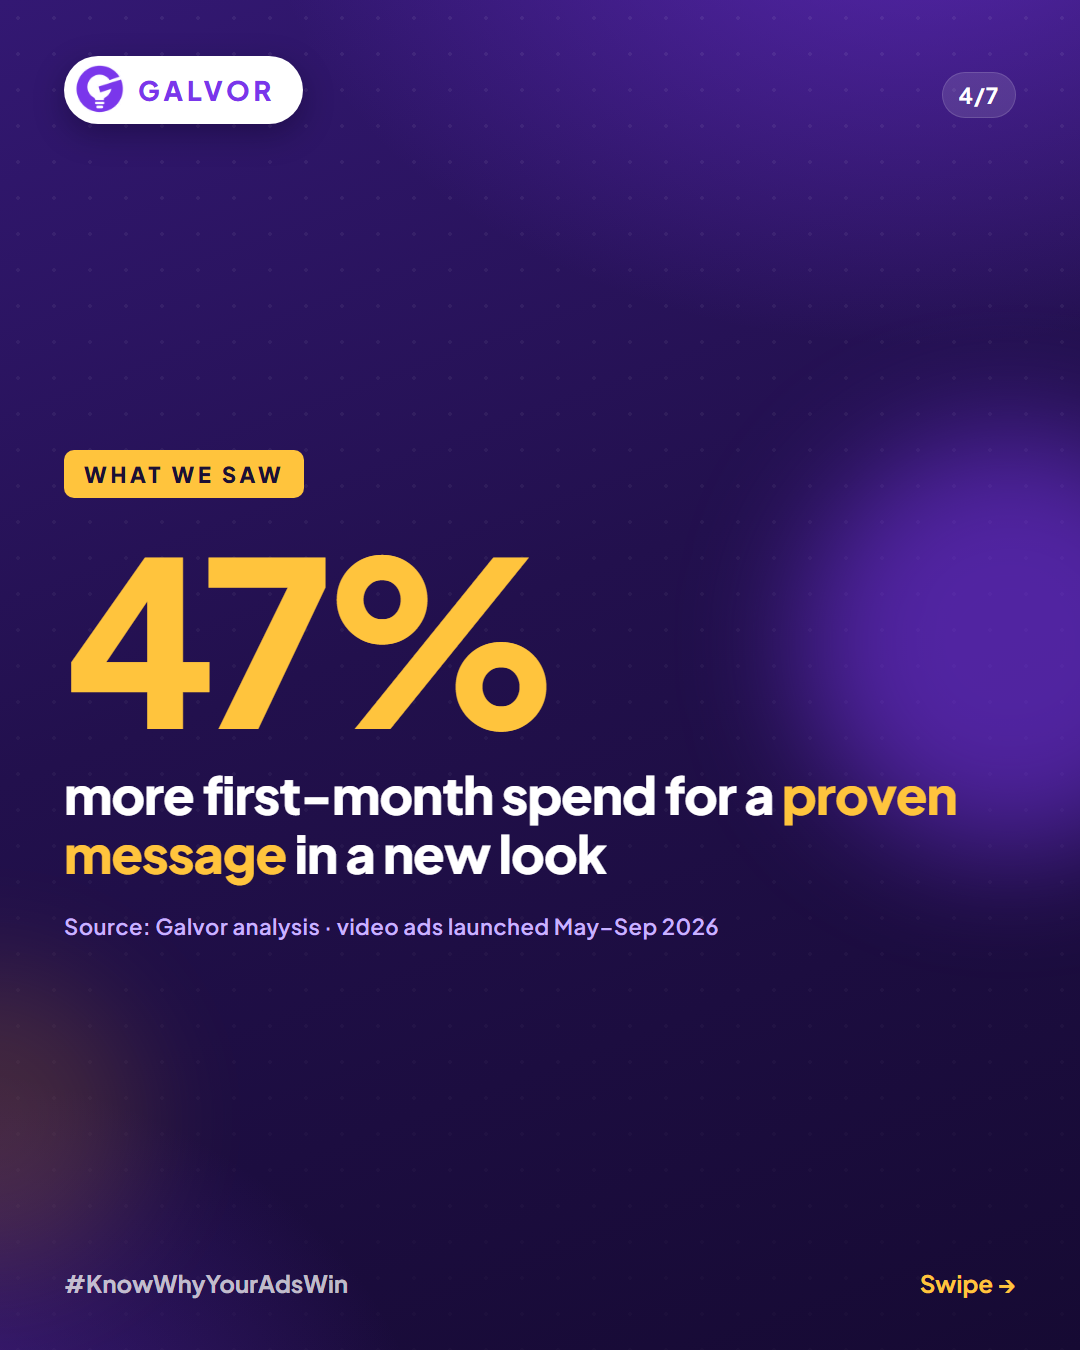 GALVOR
4/7
WHAT WE SAW
47%
more first-month spend for a proven
message in a new look
Source: Galvor analysis · video ads launched May–Sep 2026
#KnowWhyYourAdsWin
Swipe →